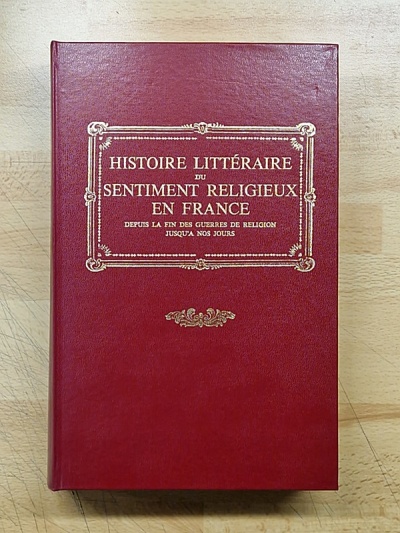 HISTOIRE LITTÉRAIRE
DU
SENTIMENT RELIGIEUX
EN FRANCE
DEPUIS LA FIN DES GUERRES DE RELIGION
JUSQU'A NOS JOURS